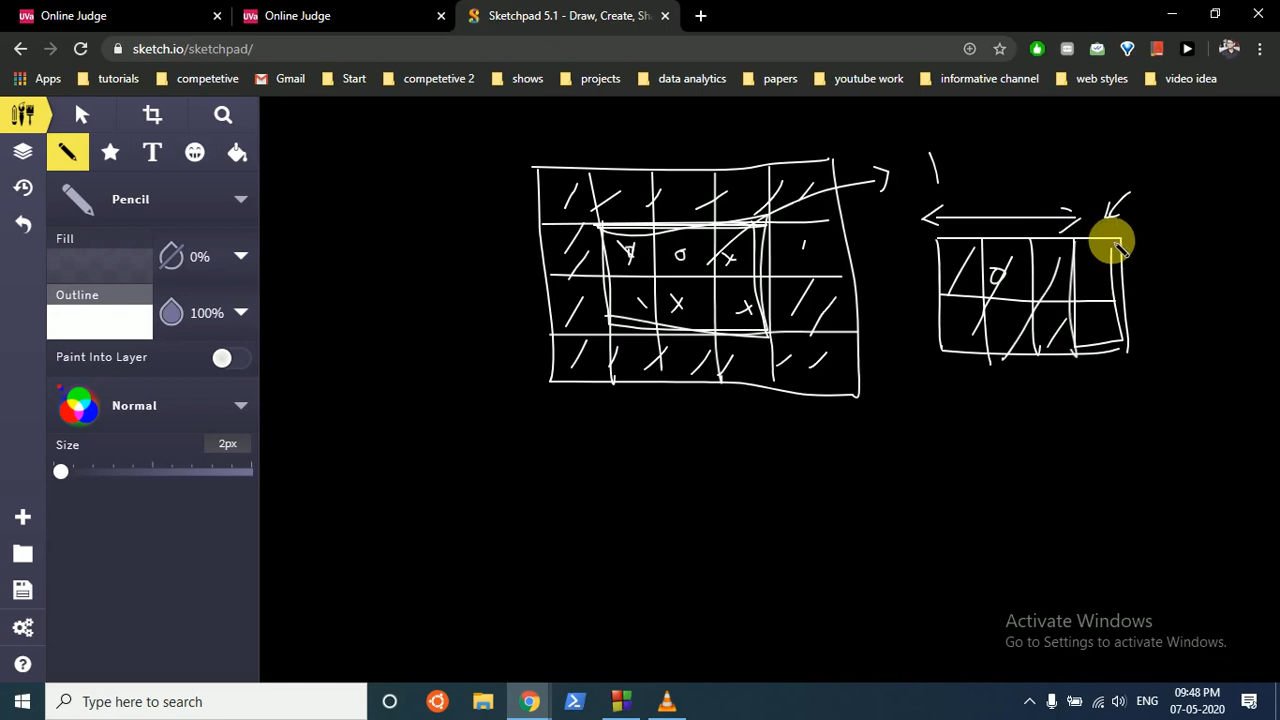 UVa Online Judge
UVa Online Judge
Sketchpad 5.1 - Draw, Create, Sh
sketch.io/sketchpad/
Apps
tutorials
competetive
Gmail
Start
competetive 2
shows
projects
data analytics
papers
youtube work
informative channel
web styles
video idea
Pencil
Fill
0%
Outline
100%
Paint Into Layer
Normal
Size
2px
Activate Windows
Go to Settings to activate Windows.
Type here to search
ENG
09:48 PM
07-05-2020